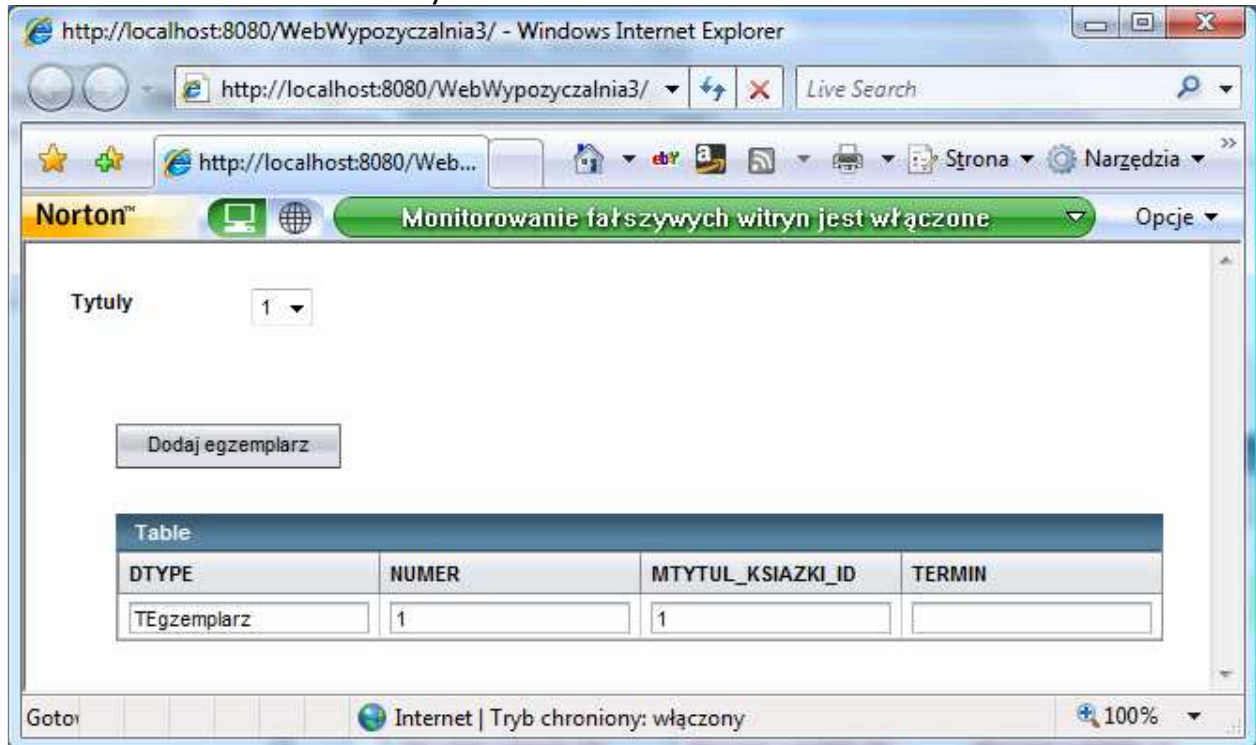 http://localhost:8080/WebWypozyczalnia3/ - Windows Internet Explorer
http://localhost:8080/WebWypozyczalnia3/ Live Search
http://localhost:8080/Web... ebY a Strona Narzędzia
Norton™ Monitorowanie fałszywych witryn jest włączone Opcje
Tytuly 1
Dodaj egzemplarz
Table
DTYPE NUMER MTYTUL_KSIAZKI_ID TERMIN
TEgzemplarz 1 1
Internet | Tryb chroniony: włączony 100%